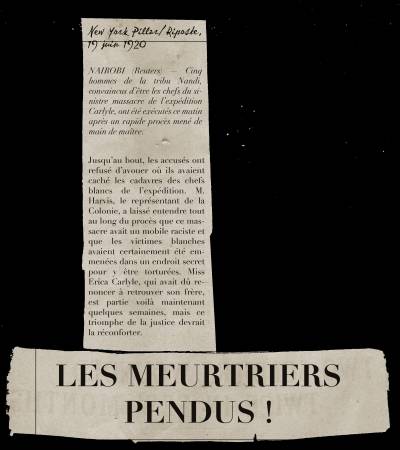 New York Pillar/Riposte,
19 juin 1920
NAIROBI (Reuters) – Cinq
hommes de la tribu Nandi,
convaincus d'être les chefs du si-
nistre massacre de l'expédition
Carlyle, ont été exécutés ce matin
après un rapide procès mené de
main de maître.
Jusqu'au bout, les accusés ont
refusé d'avouer où ils avaient
caché les cadavres des chefs
blancs de l'expédition. M.
Harvis, le représentant de la
Colonie, a laissé entendre tout
au long du procès que ce mas-
sacre avait un mobile raciste et
que les victimes blanches
avaient certainement été em-
menées dans un endroit secret
pour y être torturées. Miss
Erica Carlyle, qui avait dû re-
noncer à retrouver son frère,
est partie voilà maintenant
quelques semaines, mais ce
triomphe de la justice devrait
la réconforter.
LES MEURTRIERS
PENDUS !